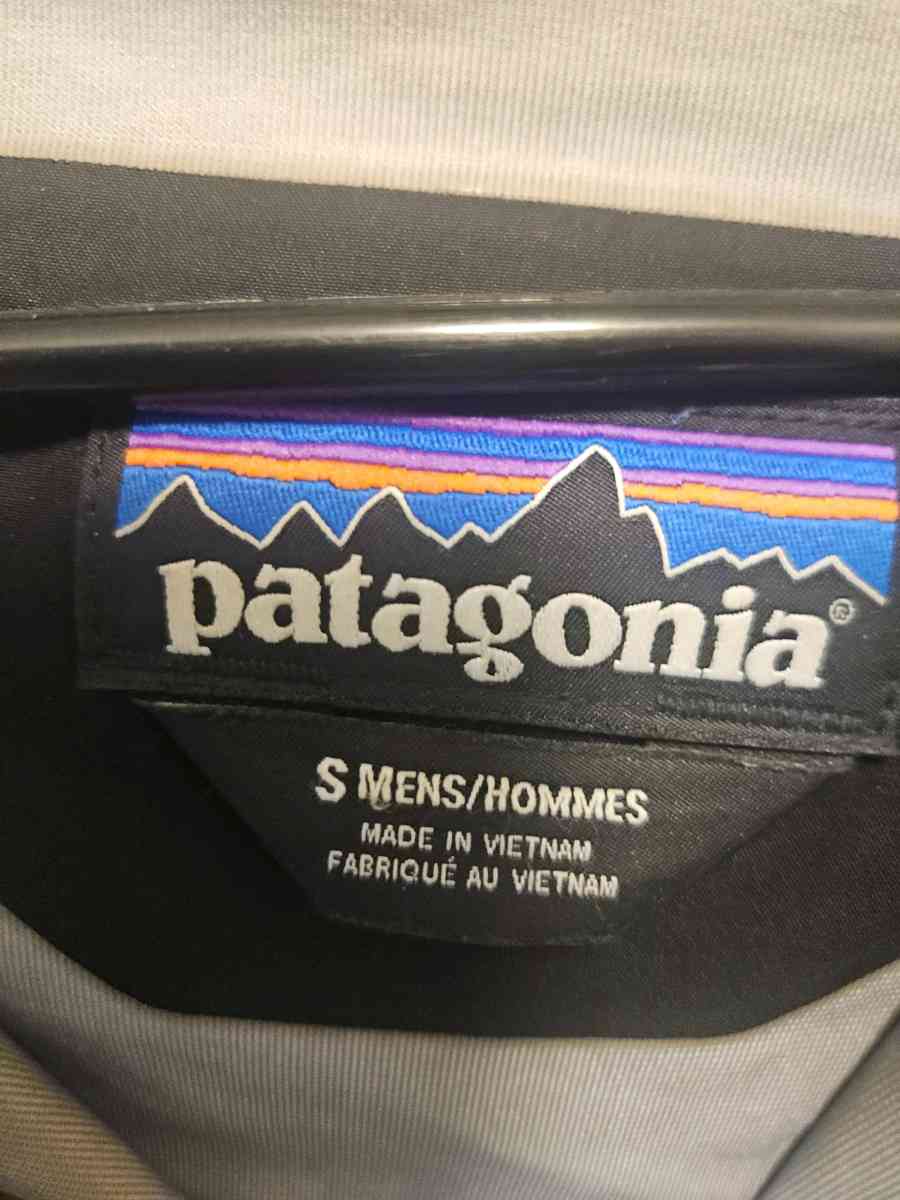 patagonia®
S MENS/HOMMES
MADE IN VIETNAM
FABRIQUÉ AU VIETNAM